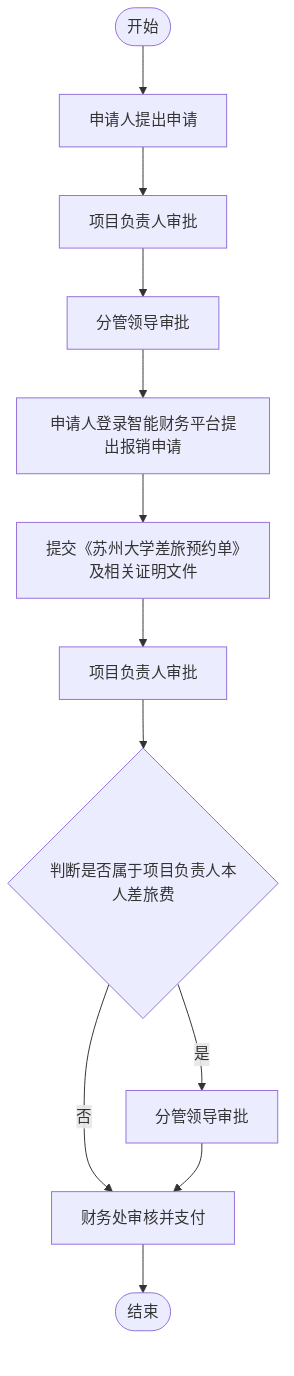 开始
申请人提出申请
项目负责人审批
分管领导审批
申请人登录智能财务平台提
出报销申请
提交《苏州大学差旅预约单》
及相关证明文件
项目负责人审批
判断是否属于项目负责人本
人差旅费
是
否
分管领导审批
财务处审核并支付
结束